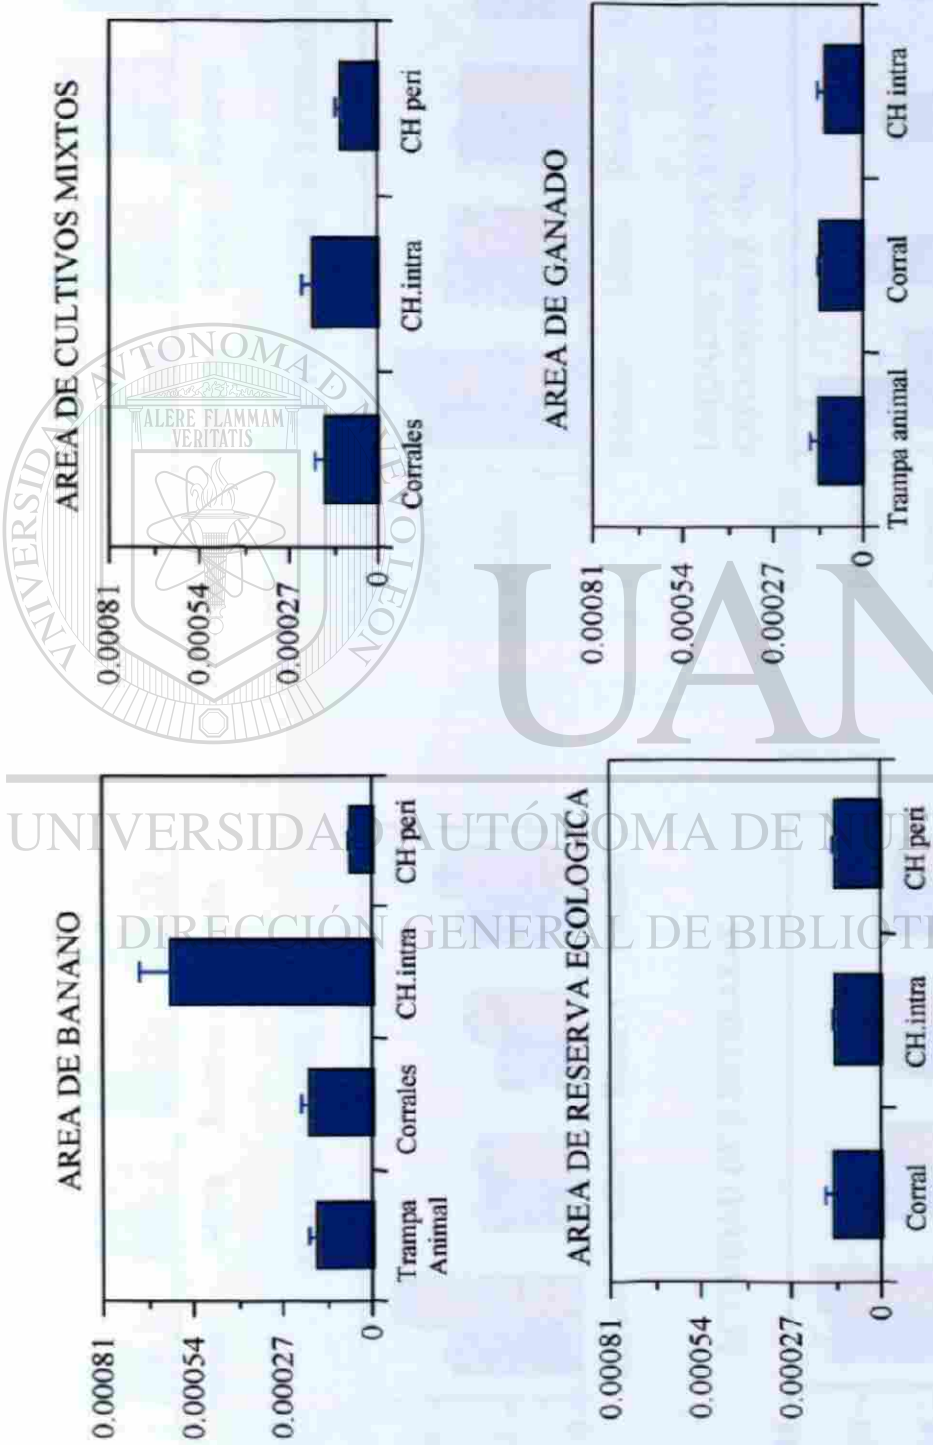 AREA DE BANANO
0.00081
0.00054
0.00027
0
Trampa Animal
Corrales
CH.intra
CH peri
AREA DE CULTIVOS MIXTOS
0.00081
0.00054
0.00027
0
Corrales
CH.intra
CH peri
AREA DE RESERVA ECOLOGICA
0.00081
0.00054
0.00027
0
Corral
CH.intra
CH peri
AREA DE GANADO
0.00081
0.00054
0.00027
0
Trampa animal
Corral
CH intra
ALERE FLAMMAM
VERITATIS
UAN
UNIVERSIDAD AUTÓNOMA DE NUE
DIRECCIÓN GENERAL DE BIBLIOTE